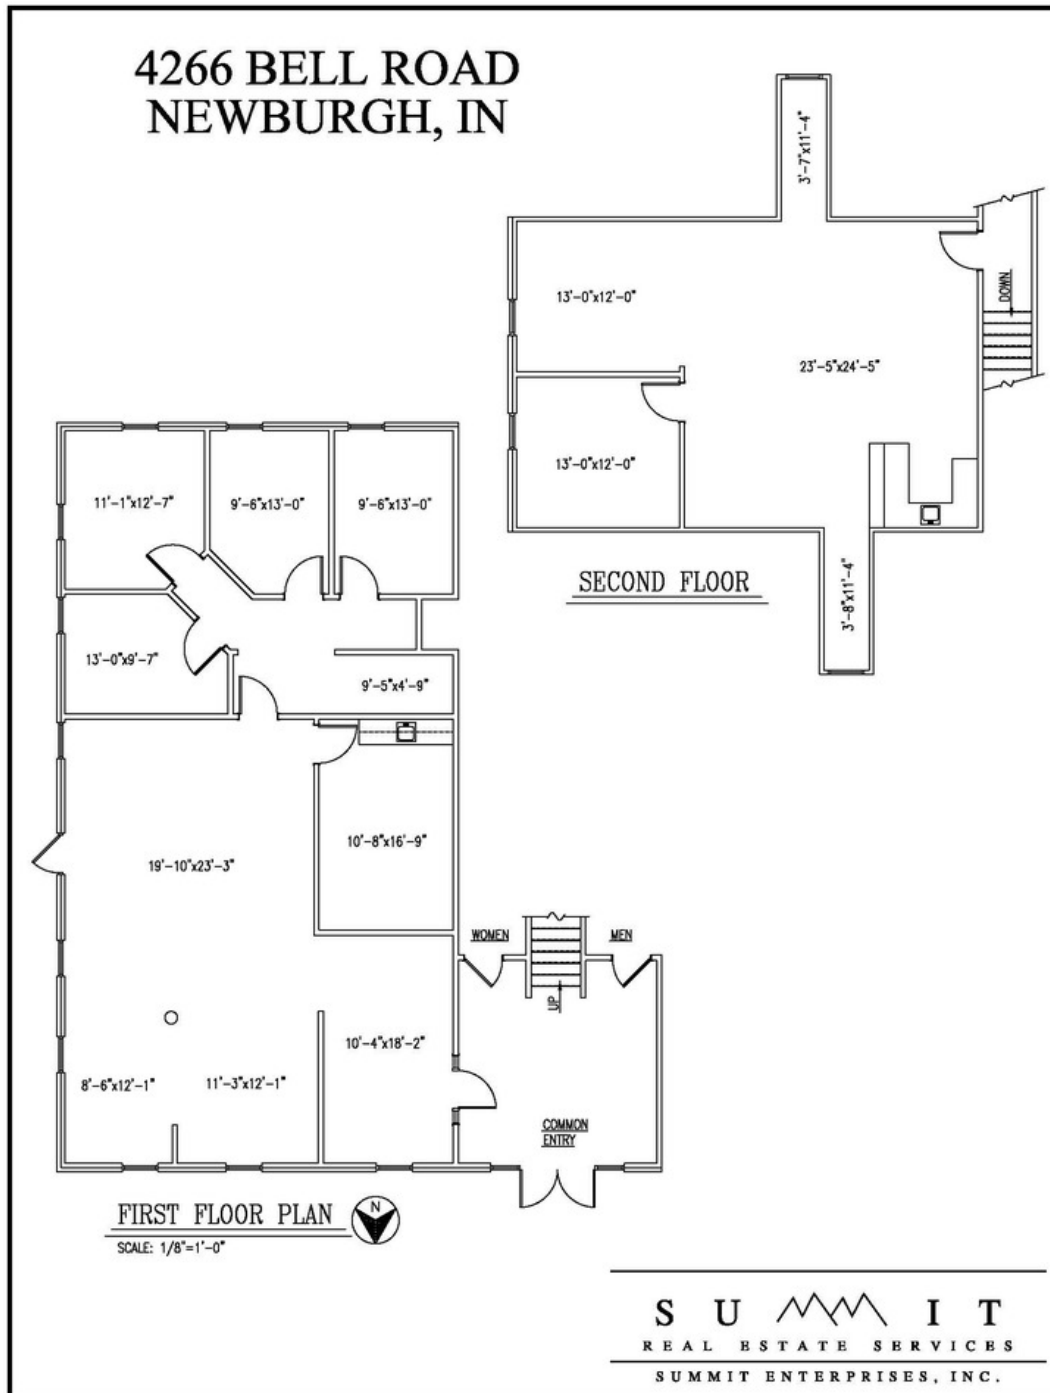 4266 BELL ROAD
NEWBURGH, IN
3'-7"x11'-4"
13'-0"x12'-0"
DOWN
23'-5"x24'-5"
13'-0"x12'-0"
SECOND FLOOR
3'-8"x11'-4"
11'-1"x12'-7"
9'-6"x13'-0"
9'-6"x13'-0"
13'-0"x9'-7"
9'-5"x4'-9"
10'-8"x16'-9"
19'-10"x23'-3"
WOMEN
MEN
UP
10'-4"x18'-2"
8'-6"x12'-1"
11'-3"x12'-1"
COMMON
ENTRY
FIRST FLOOR PLAN
N
SCALE: 1/8"=1'-0"
SUMMIT
REAL ESTATE SERVICES
SUMMIT ENTERPRISES, INC.